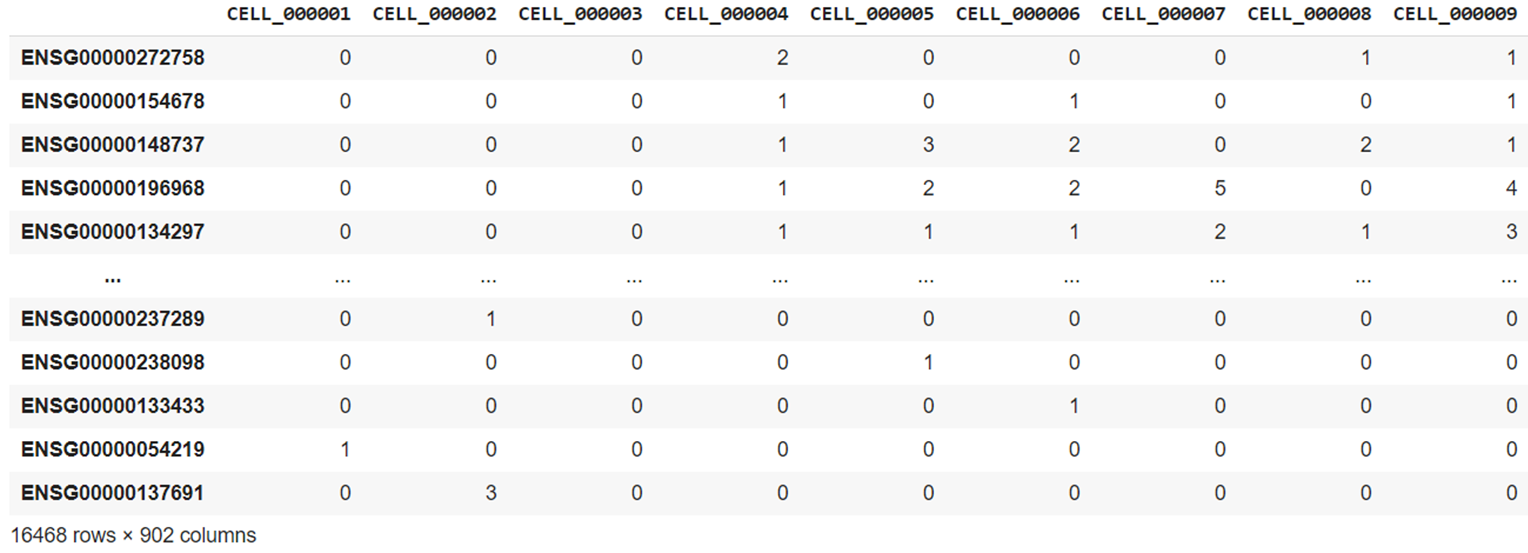 CELL_000001 CELL_000002 CELL_000003 CELL_000004 CELL_000005 CELL_000006 CELL_000007 CELL_000008 CELL_000009
ENSG00000272758 0 0 0 2 0 0 0 1 1
ENSG00000154678 0 0 0 1 0 1 0 0 1
ENSG00000148737 0 0 0 1 3 2 0 2 1
ENSG00000196968 0 0 0 1 2 2 5 0 4
ENSG00000134297 0 0 0 1 1 1 2 1 3
... ... ... ... ... ... ... ... ... ...
ENSG00000237289 0 1 0 0 0 0 0 0 0
ENSG00000238098 0 0 0 0 1 0 0 0 0
ENSG00000133433 0 0 0 0 0 1 0 0 0
ENSG00000054219 1 0 0 0 0 0 0 0 0
ENSG00000137691 0 3 0 0 0 0 0 0 0
16468 rows × 902 columns